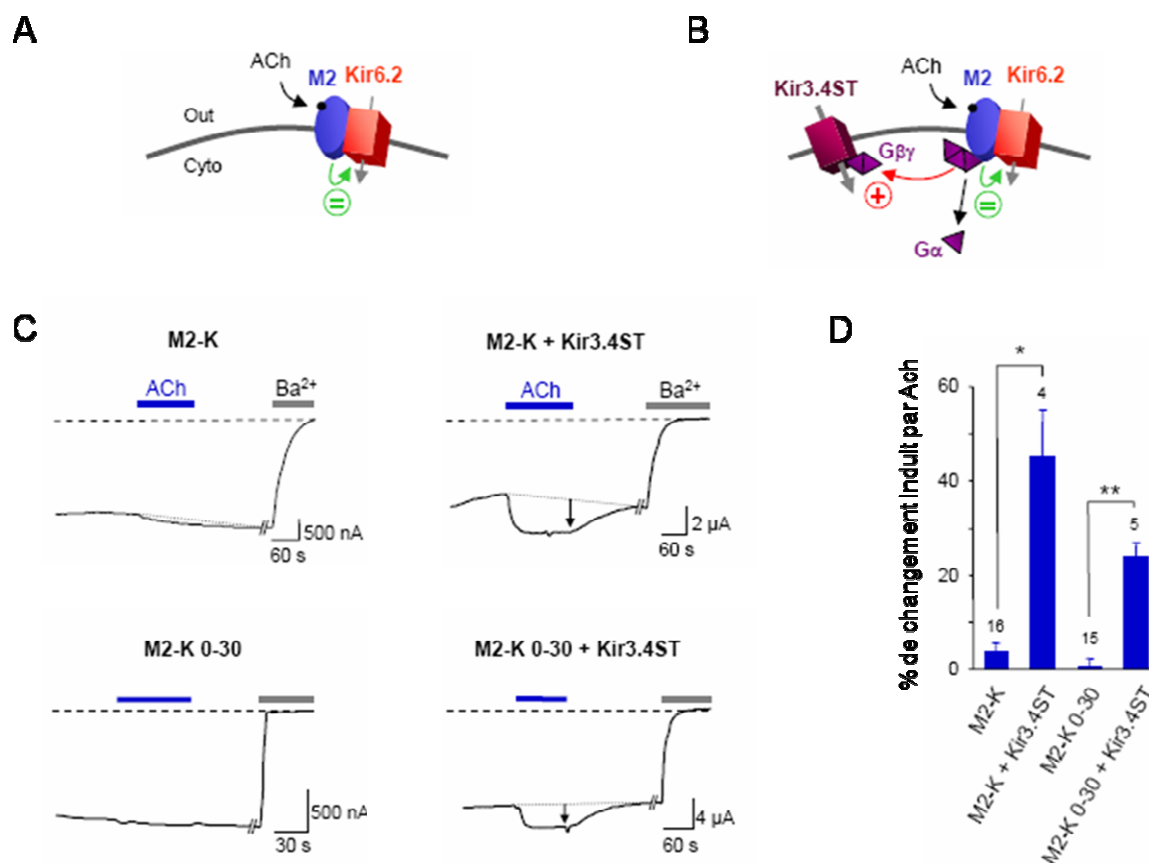 A
ACh
M2 Kir6.2
Out
Cyto
=
B
ACh
M2 Kir6.2
Kir3.4ST
Gβγ
+
=
Gα
C
M2-K
ACh
Ba²⁺
500 nA
60 s
M2-K + Kir3.4ST
ACh
Ba²⁺
2 µA
60 s
M2-K 0-30
500 nA
30 s
M2-K 0-30 + Kir3.4ST
4 µA
60 s
D
% de changement Induit par Ach
60
40
20
0
*
**
16
4
15
5
M2-K
M2-K + Kir3.4ST
M2-K 0-30
M2-K 0-30 + Kir3.4ST